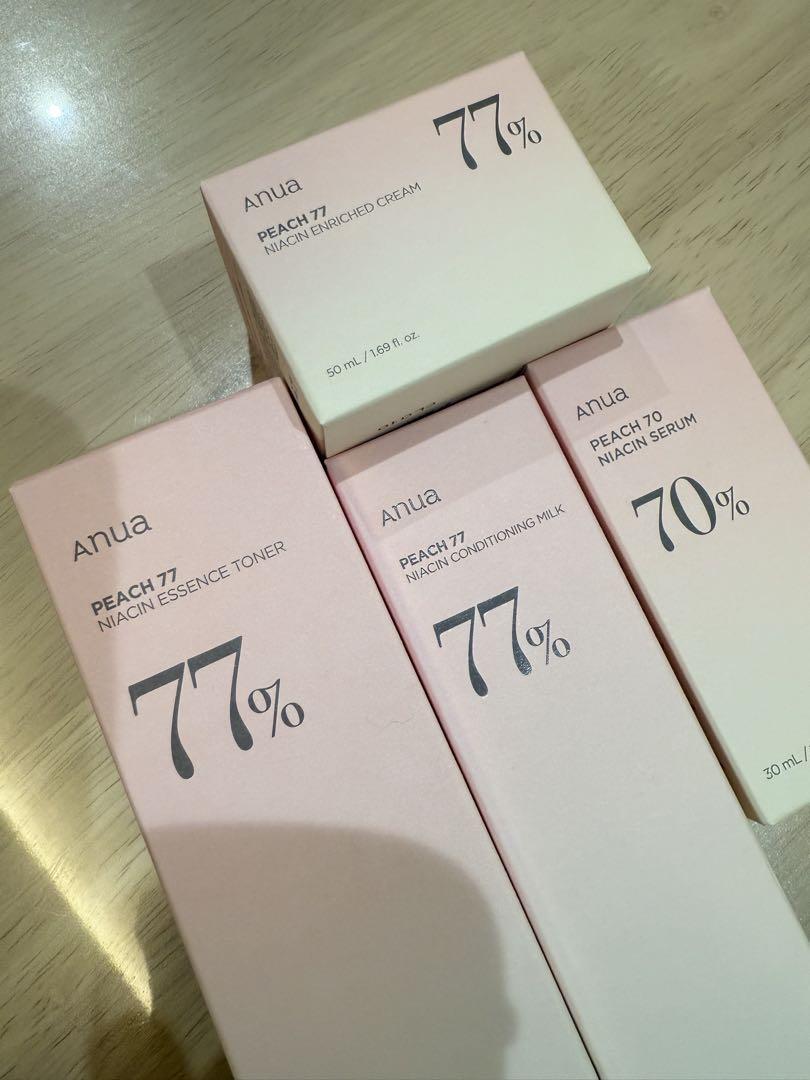 Anua
77%
PEACH 77
NIACIN ENRICHED CREAM
50 mL / 1.69 fl. oz.
Anua
PEACH 77
NIACIN ESSENCE TONER
77%
Anua
PEACH 77
NIACIN CONDITIONING MILK
77%
Anua
PEACH 70
NIACIN SERUM
70%
30 mL /